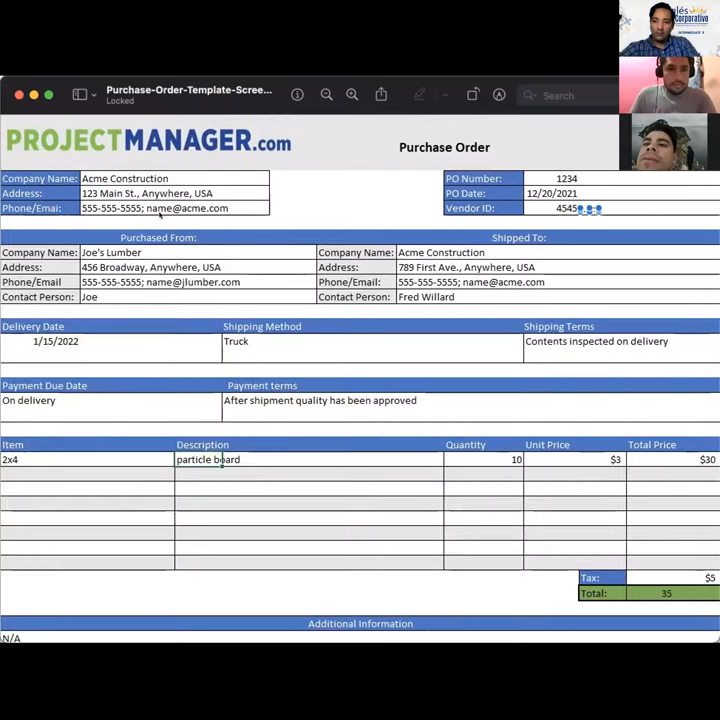 Inglés
Corporativo
INTERMEDIATE 4
Purchase-Order-Template-Scree...
Locked
Search
PROJECTMANAGER.com
Purchase Order
Company Name: Acme Construction
Address: 123 Main St., Anywhere, USA
Phone/Emai: 555-555-5555; name@acme.com
PO Number: 1234
PO Date: 12/20/2021
Vendor ID: 4545
Purchased From: Shipped To:
Company Name: Joe's Lumber Company Name: Acme Construction
Address: 456 Broadway, Anywhere, USA Address: 789 First Ave., Anywhere, USA
Phone/Email 555-555-5555; name@jlumber.com Phone/Email: 555-555-5555; name@acme.com
Contact Person: Joe Contact Person: Fred Willard
Delivery Date Shipping Method Shipping Terms
1/15/2022 Truck Contents inspected on delivery
Payment Due Date Payment terms
On delivery After shipment quality has been approved
Item Description Quantity Unit Price Total Price
2x4 particle board 10 $3 $30
Tax: $5
Total: 35
Additional Information
N/A